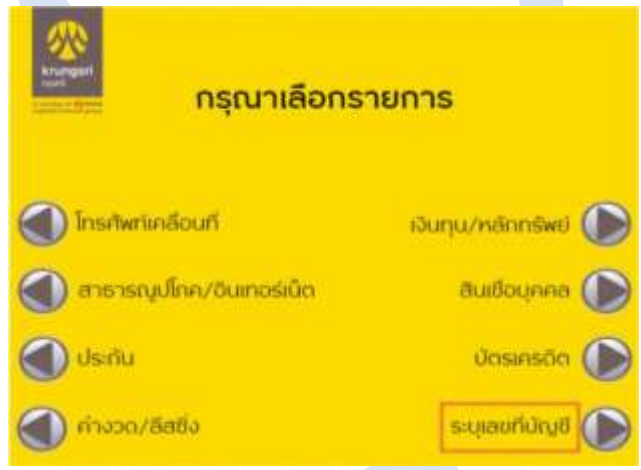 krungsri
กรุงศรี
กรุณาเลือกรายการ
โทรศัพท์เคลื่อนที่
เงินทุน/หลักทรัพย์
สาธารณูปโภค/อินเทอร์เน็ต
สินเชื่อบุคคล
ประกัน
บัตรเครดิต
ค่างวด/ลีสซิ่ง
ระบุเลขที่บัญชี